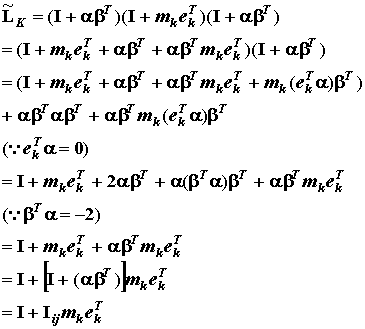 L̃_K = (I + αβ^T)(I + m_k e_k^T)(I + αβ^T)
= (I + m_k e_k^T + αβ^T + αβ^T m_k e_k^T)(I + αβ^T)
= (I + m_k e_k^T + αβ^T + αβ^T m_k e_k^T + m_k (e_k^T α)β^T)
+ αβ^T αβ^T + αβ^T m_k (e_k^T α)β^T
(∵ e_k^T α = 0)
= I + m_k e_k^T + 2αβ^T + α(β^T α)β^T + αβ^T m_k e_k^T
(∵ β^T α = −2)
= I + m_k e_k^T + αβ^T m_k e_k^T
= I + [I + (αβ^T)] m_k e_k^T
= I + I_ij m_k e_k^T